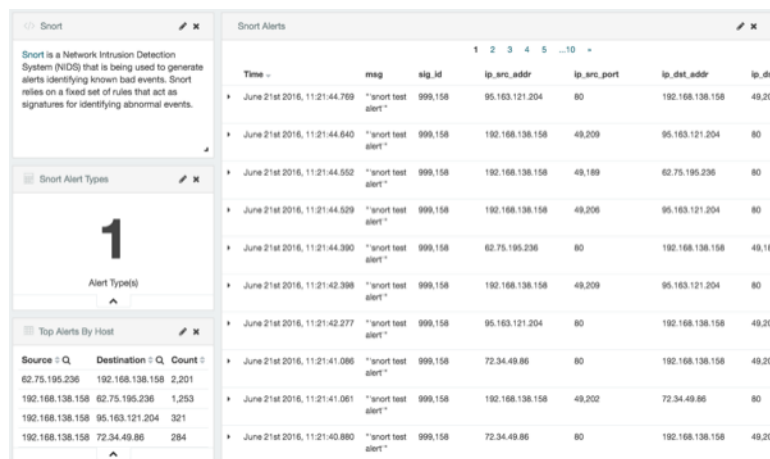 </> Snort
Snort is a Network Intrusion Detection
System (NIDS) that is being used to generate
alerts identifying known bad events. Snort
relies on a fixed set of rules that act as
signatures for identifying abnormal events.
Snort Alert Types
1
Alert Type(s)
Top Alerts By Host
Source Destination Count
62.75.195.236 192.168.138.158 2,201
192.168.138.158 62.75.195.236 1,253
192.168.138.158 95.163.121.204 321
192.168.138.158 72.34.49.86 284
Snort Alerts
1 2 3 4 5 ...10 »
Time msg sig_id ip_src_addr ip_src_port ip_dst_addr
June 21st 2016, 11:21:44.769 "'snort test 999,158 95.163.121.204 80 192.168.138.158
alert'"
June 21st 2016, 11:21:44.640 "'snort test 999,158 192.168.138.158 49,209 95.163.121.204 80
alert'"
June 21st 2016, 11:21:44.552 "'snort test 999,158 192.168.138.158 49,189 62.75.195.236 80
alert'"
June 21st 2016, 11:21:44.529 "'snort test 999,158 192.168.138.158 49,206 95.163.121.204 80
alert'"
June 21st 2016, 11:21:44.390 "'snort test 999,158 62.75.195.236 80 192.168.138.158
alert'"
June 21st 2016, 11:21:42.398 "'snort test 999,158 192.168.138.158 49,209 95.163.121.204 80
alert'"
June 21st 2016, 11:21:42.277 "'snort test 999,158 95.163.121.204 80 192.168.138.158
alert'"
June 21st 2016, 11:21:41.086 "'snort test 999,158 72.34.49.86 80 192.168.138.158
alert'"
June 21st 2016, 11:21:41.061 "'snort test 999,158 192.168.138.158 49,202 72.34.49.86 80
alert'"
June 21st 2016, 11:21:40.880 "'snort test 999,158 72.34.49.86 80 192.168.138.158
alert'"